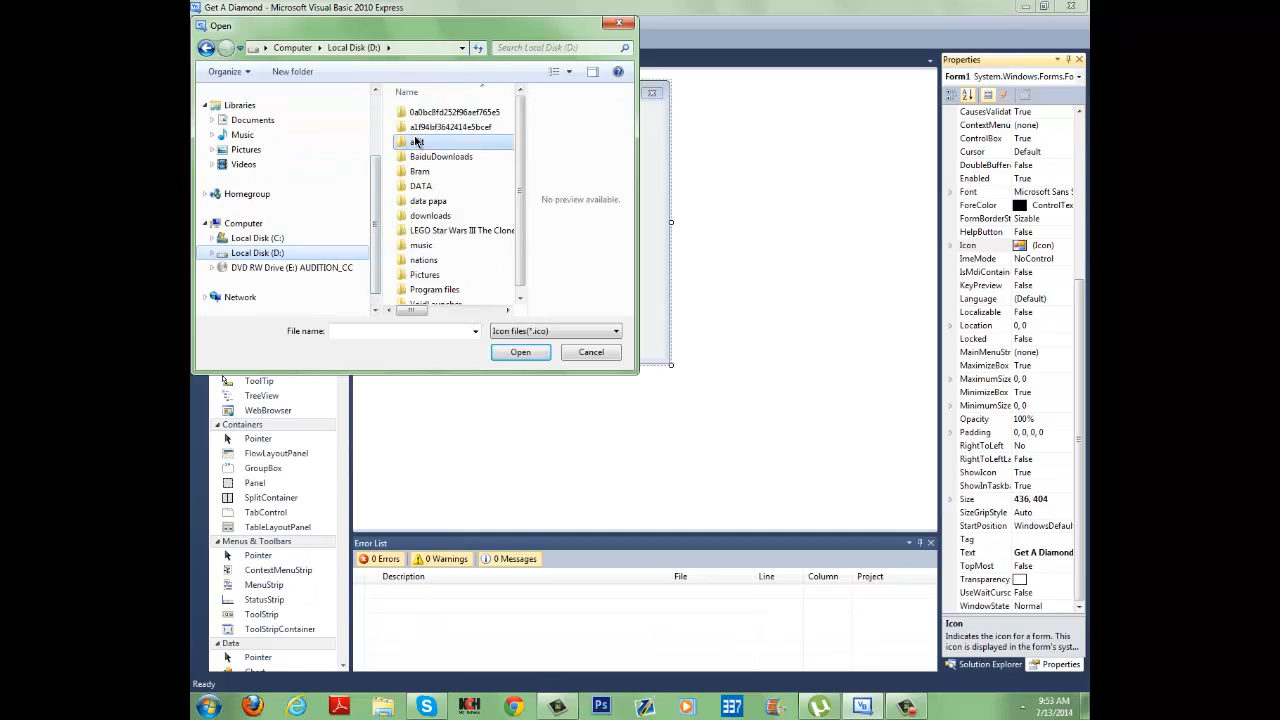 Get A Diamond - Microsoft Visual Basic 2010 Express
Open
Computer
Local Disk (D:)
Search Local Disk (D:)
Organize
New folder
Libraries
Documents
Music
Pictures
Videos
Homegroup
Computer
Local Disk (C:)
Local Disk (D:)
DVD RW Drive (E:) AUDITION_CC
Network
Name
a1f94bf3642414e5bcef
BaiduDownloads
Bram
DATA
data papa
downloads
LEGO Star Wars III The Clone
music
nations
Pictures
Program files
VoidLauncher
No preview available.
File name:
Icon files(*.ico)
Open
Cancel
ToolTip
TreeView
WebBrowser
Containers
Pointer
FlowLayoutPanel
GroupBox
Panel
SplitContainer
TabControl
TableLayoutPanel
Menus & Toolbars
Pointer
ContextMenuStrip
MenuStrip
StatusStrip
ToolStrip
ToolStripContainer
Data
Pointer
Error List
0 Errors
0 Warnings
0 Messages
Description
File
Line
Column
Project
Properties
Form1 System.Windows.Forms.Fo
CausesValidat True
ContextMenu (none)
ControlBox True
Cursor Default
DoubleBuffer False
Enabled True
Font Microsoft Sans S
ForeColor ControlText
FormBorderSt Sizable
HelpButton False
Icon (Icon)
ImeMode NoControl
IsMdiContain False
KeyPreview False
Language (Default)
Localizable False
Location 0, 0
Locked False
MainMenuStr (none)
MaximizeBox True
MaximumSize 0, 0
MinimizeBox True
MinimumSize 0, 0
Opacity 100%
Padding 0, 0, 0, 0
RightToLeft No
RightToLeftLa False
ShowIcon True
ShowInTaskba True
Size 436, 404
SizeGripStyle Auto
StartPosition WindowsDefau
Tag
Text Get A Diamond
TopMost False
Transparency
UseWaitCurso False
WindowState Normal
Icon
Indicates the icon for a form. This
icon is displayed in the form's syst...
Solution Explorer
Properties
Ready
337
9:53 AM
7/13/2014